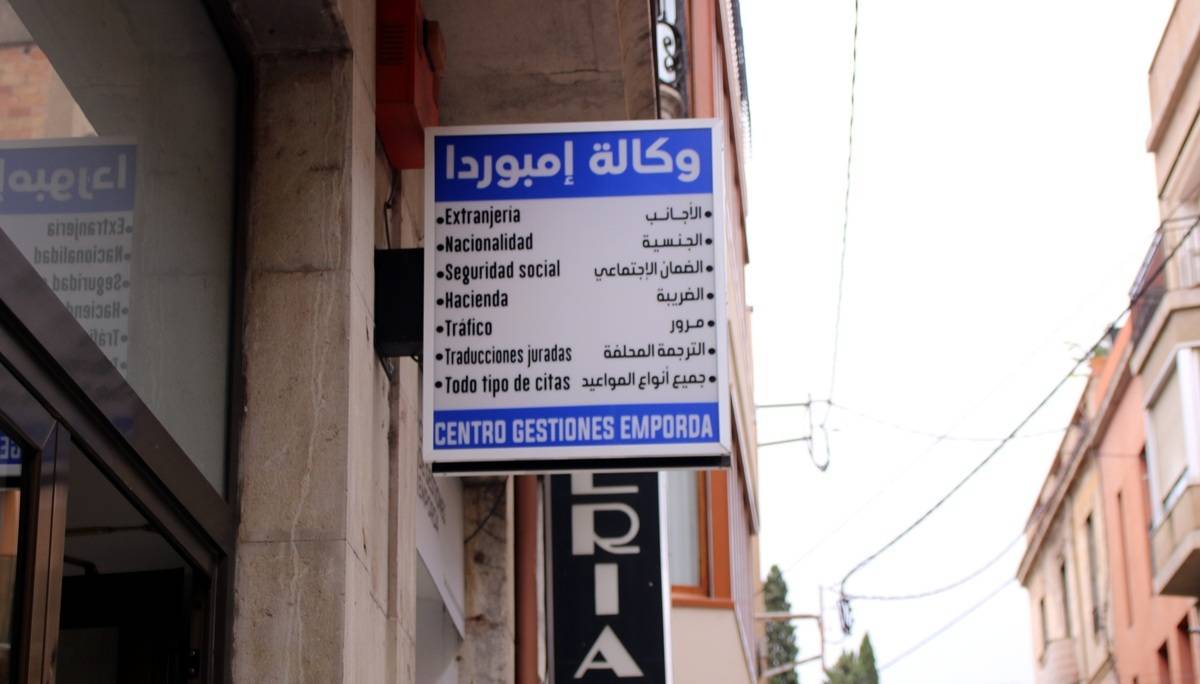 وكالة إمبوردا
•Extranjeria الأجانب•
•Nacionalidad الجنسية•
•Seguridad social الضمان الإجتماعي•
•Hacienda الضريبة•
•Tráfico مرور•
•Traducciones juradas الترجمة المحلفة•
•Todo tipo de citas جميع أنواع المواعيد•
CENTRO GESTIONES EMPORDA
ERIA